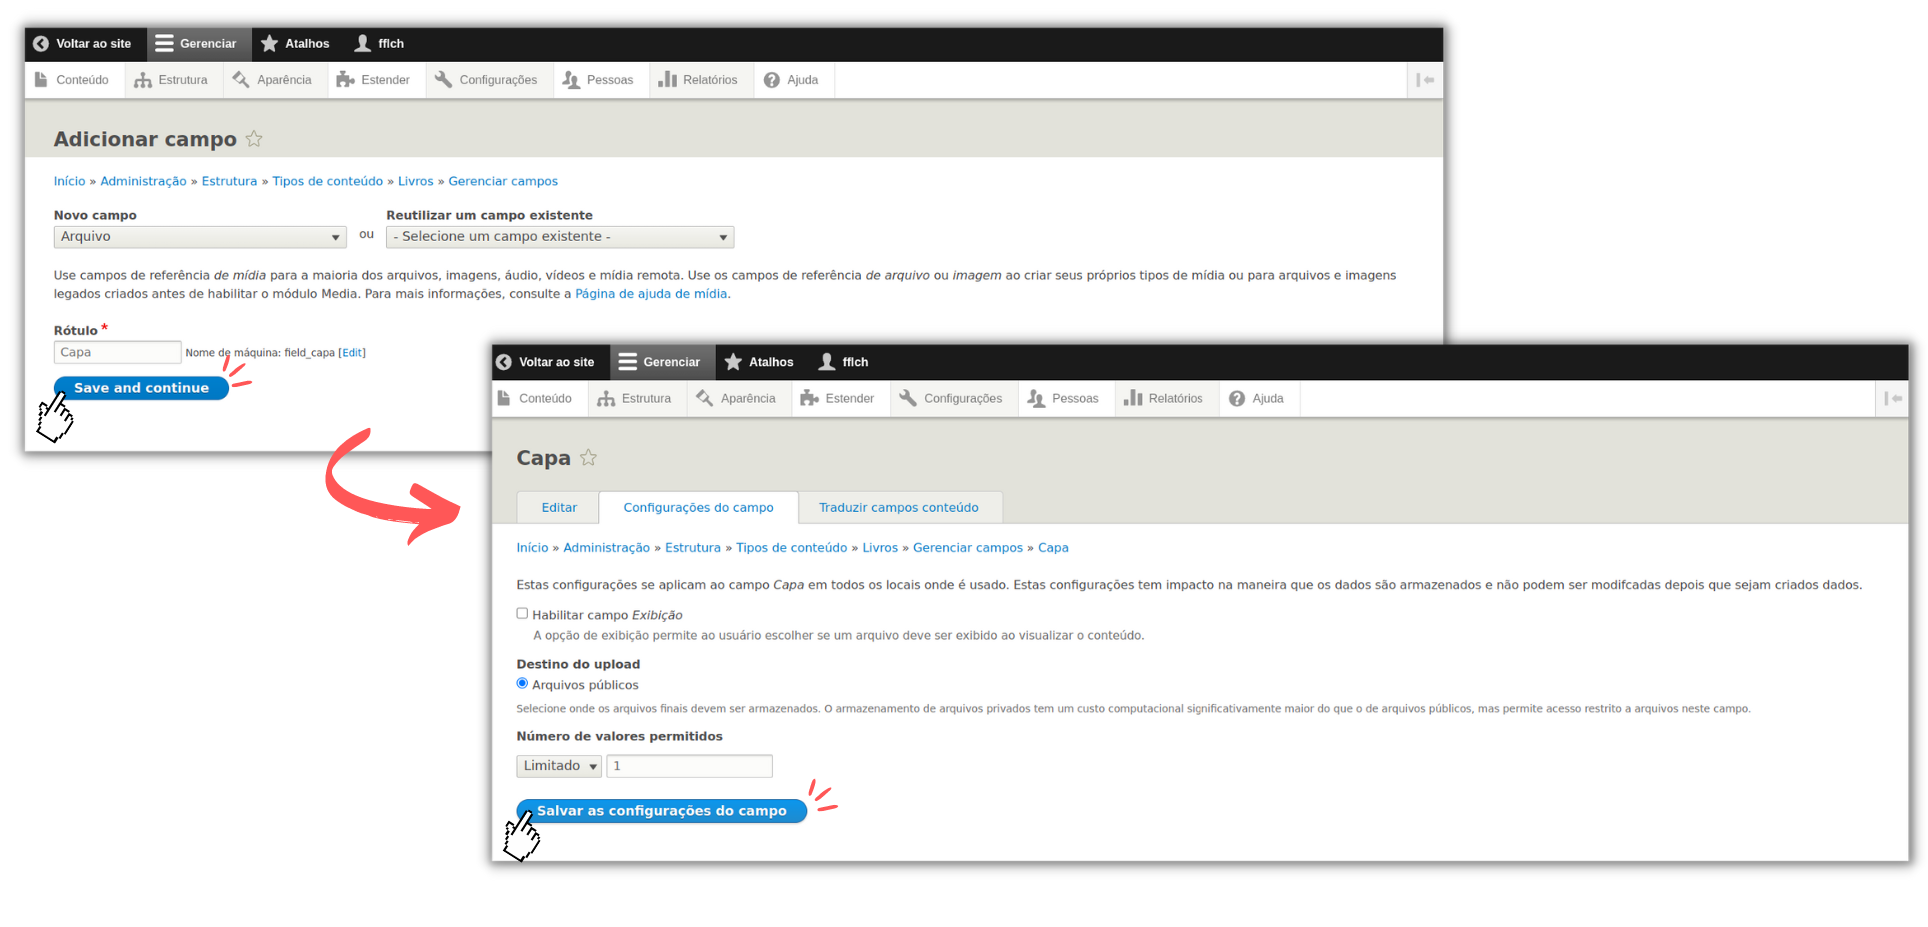 Voltar ao site Gerenciar Atalhos fflch
Conteúdo Estrutura Aparência Estender Configurações Pessoas Relatórios Ajuda
Adicionar campo
Início » Administração » Estrutura » Tipos de conteúdo » Livros » Gerenciar campos
Novo campo Reutilizar um campo existente
Arquivo ou - Selecione um campo existente -
Use campos de referência de mídia para a maioria dos arquivos, imagens, áudio, vídeos e mídia remota. Use os campos de referência de arquivo ou imagem ao criar seus próprios tipos de mídia ou para arquivos e imagens
legados criados antes de habilitar o módulo Media. Para mais informações, consulte a Página de ajuda de mídia.
Rótulo *
Capa Nome de máquina: field_capa [Edit]
Save and continue
Voltar ao site Gerenciar Atalhos fflch
Conteúdo Estrutura Aparência Estender Configurações Pessoas Relatórios Ajuda
Capa
Editar Configurações do campo Traduzir campos conteúdo
Início » Administração » Estrutura » Tipos de conteúdo » Livros » Gerenciar campos » Capa
Estas configurações se aplicam ao campo Capa em todos os locais onde é usado. Estas configurações tem impacto na maneira que os dados são armazenados e não podem ser modifcadas depois que sejam criados dados.
Habilitar campo Exibição
A opção de exibição permite ao usuário escolher se um arquivo deve ser exibido ao visualizar o conteúdo.
Destino do upload
Arquivos públicos
Selecione onde os arquivos finais devem ser armazenados. O armazenamento de arquivos privados tem um custo computacional significativamente maior do que o de arquivos públicos, mas permite acesso restrito a arquivos neste campo.
Número de valores permitidos
Limitado 1
Salvar as configurações do campo